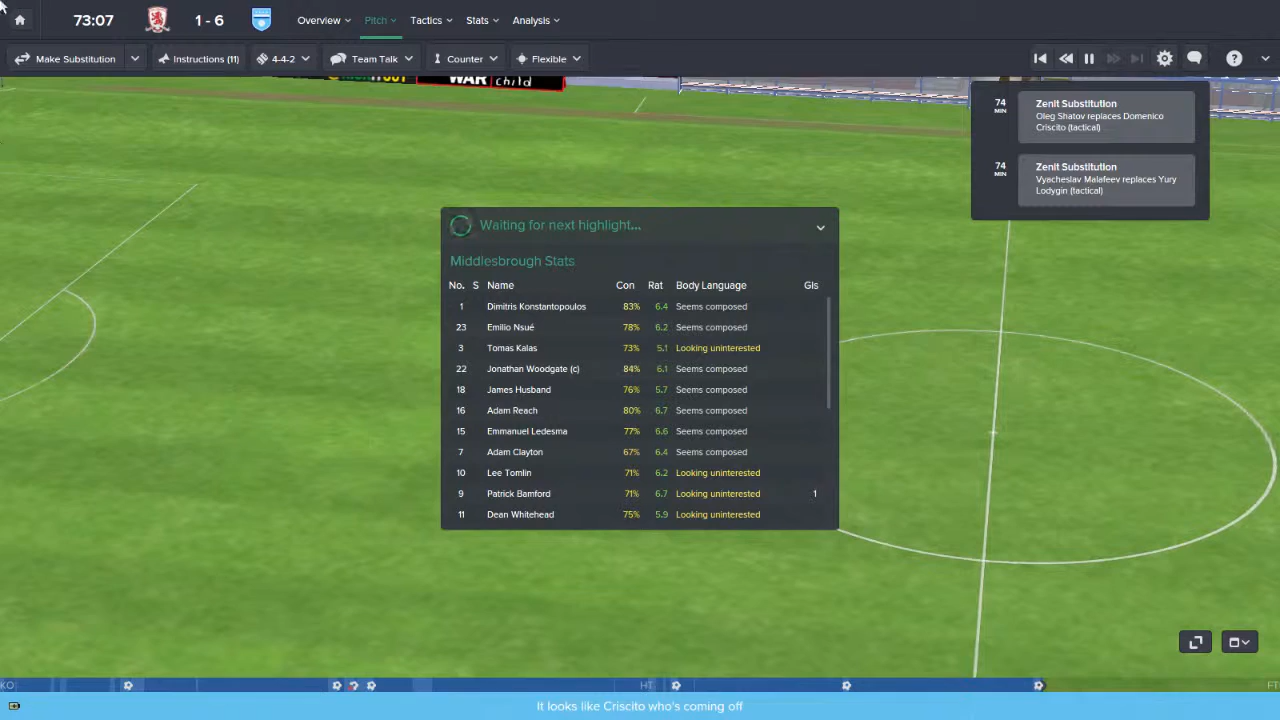 73:07 1 - 6 Overview Pitch Tactics Stats Analysis
Make Substitution Instructions (11) 4-4-2 Team Talk Counter Flexible ?
WAR child
74 MIN Zenit Substitution
Oleg Shatov replaces Domenico
Criscito (tactical)
74 MIN Zenit Substitution
Vyacheslav Malafeev replaces Yury
Lodygin (tactical)
Waiting for next highlight...
Middlesbrough Stats
No. S Name Con Rat Body Language Gls
1 Dimitris Konstantopoulos 83% 6.4 Seems composed
23 Emilio Nsué 78% 6.2 Seems composed
3 Tomas Kalas 73% 5.1 Looking uninterested
22 Jonathan Woodgate (c) 84% 6.1 Seems composed
18 James Husband 76% 5.7 Seems composed
16 Adam Reach 80% 6.7 Seems composed
15 Emmanuel Ledesma 77% 6.6 Seems composed
7 Adam Clayton 67% 6.4 Seems composed
10 Lee Tomlin 71% 6.2 Looking uninterested
9 Patrick Bamford 71% 6.7 Looking uninterested 1
11 Dean Whitehead 75% 5.9 Looking uninterested
KO HT FT
It looks like Criscito who's coming off